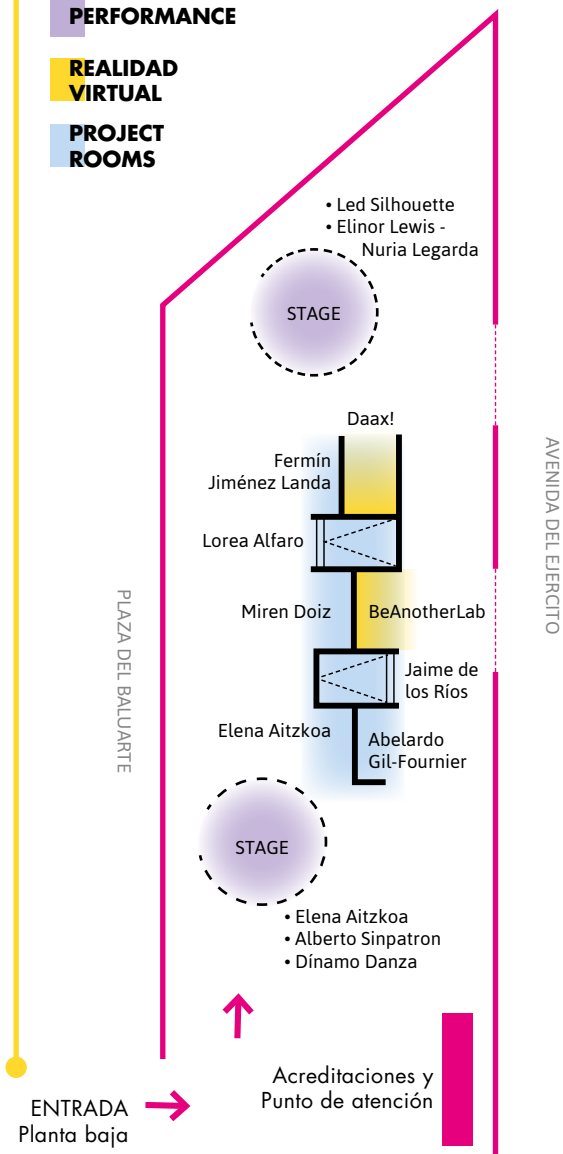 PERFORMANCE
REALIDAD
VIRTUAL
PROJECT
ROOMS
• Led Silhouette
• Elinor Lewis -
Nuria Legarda
STAGE
Daax!
Fermín
Jiménez Landa
Lorea Alfaro
AVENIDA DEL EJERCITO
PLAZA DEL BALUARTE
Miren Doiz
BeAnotherLab
Jaime de
los Ríos
Elena Aitzkoa
Abelardo
Gil-Fournier
STAGE
• Elena Aitzkoa
• Alberto Sinpatron
• Dínamo Danza
Acreditaciones y
Punto de atención
ENTRADA
Planta baja